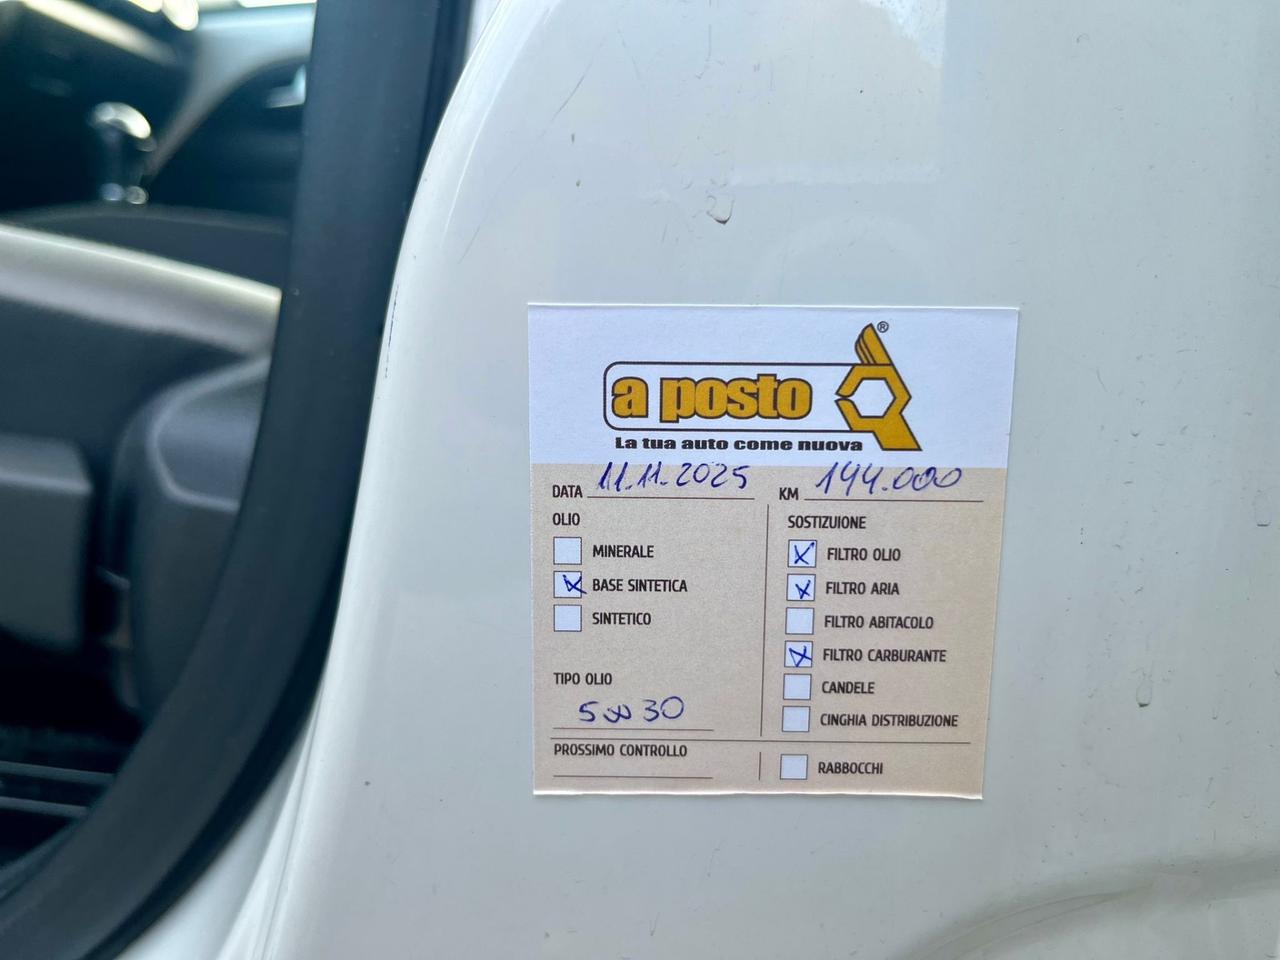 ®
a posto
La tua auto come nuova
DATA 11.11.2025 KM 144.000
OLIO
MINERALE
BASE SINTETICA
SINTETICO
TIPO OLIO
5W30
PROSSIMO CONTROLLO
SOSTIZUIONE
FILTRO OLIO
FILTRO ARIA
FILTRO ABITACOLO
FILTRO CARBURANTE
CANDELE
CINGHIA DISTRIBUZIONE
RABBOCCHI